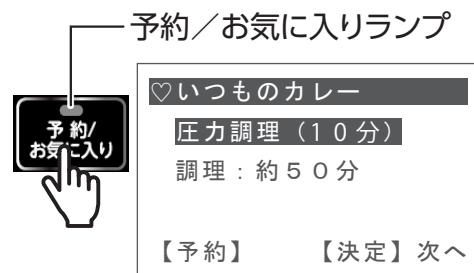 予約／お気に入りランプ
予 約/
お気に入り
♡いつものカレー
圧力調理（１０分）
調理：約５０分
【予約】 【決定】次へ